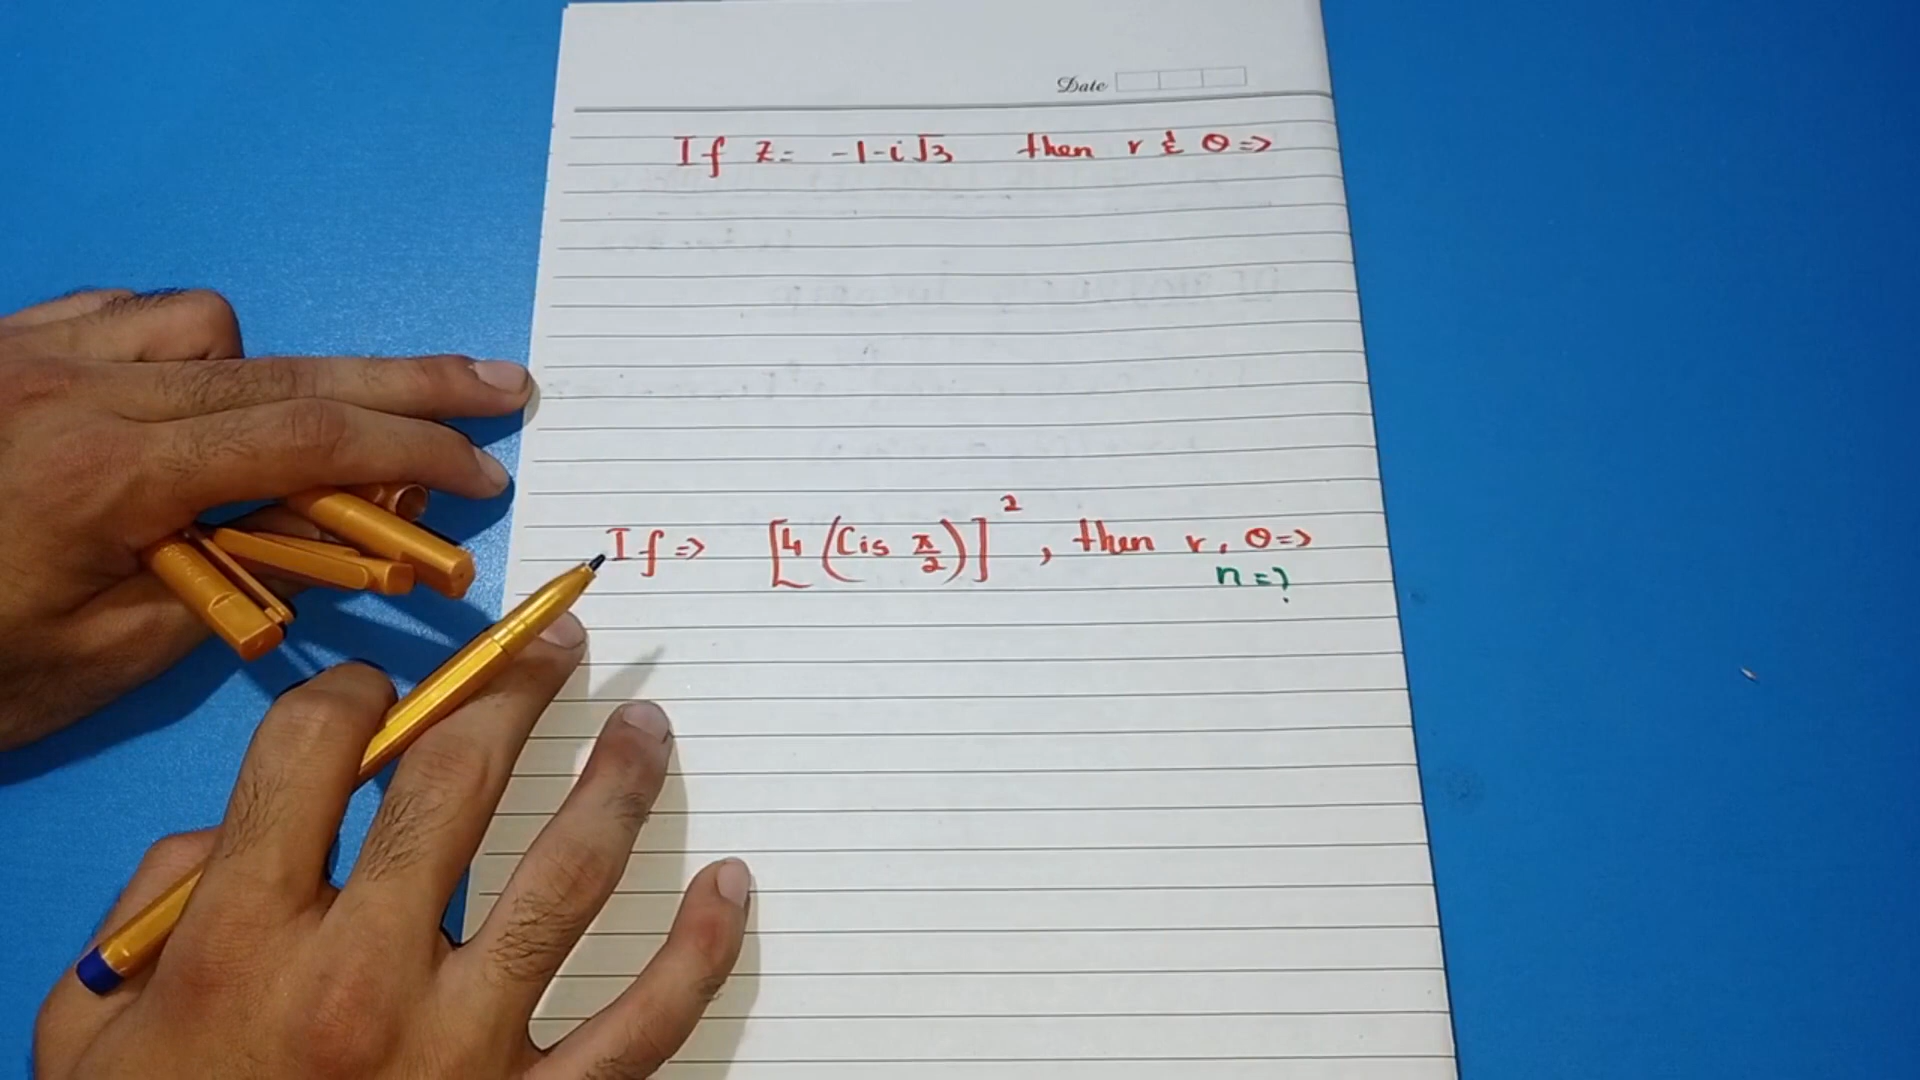 Date
If Z = -1-i√3 then r & θ =>
If => [4 (Cis π/2)]², then r, θ =>
n = ?